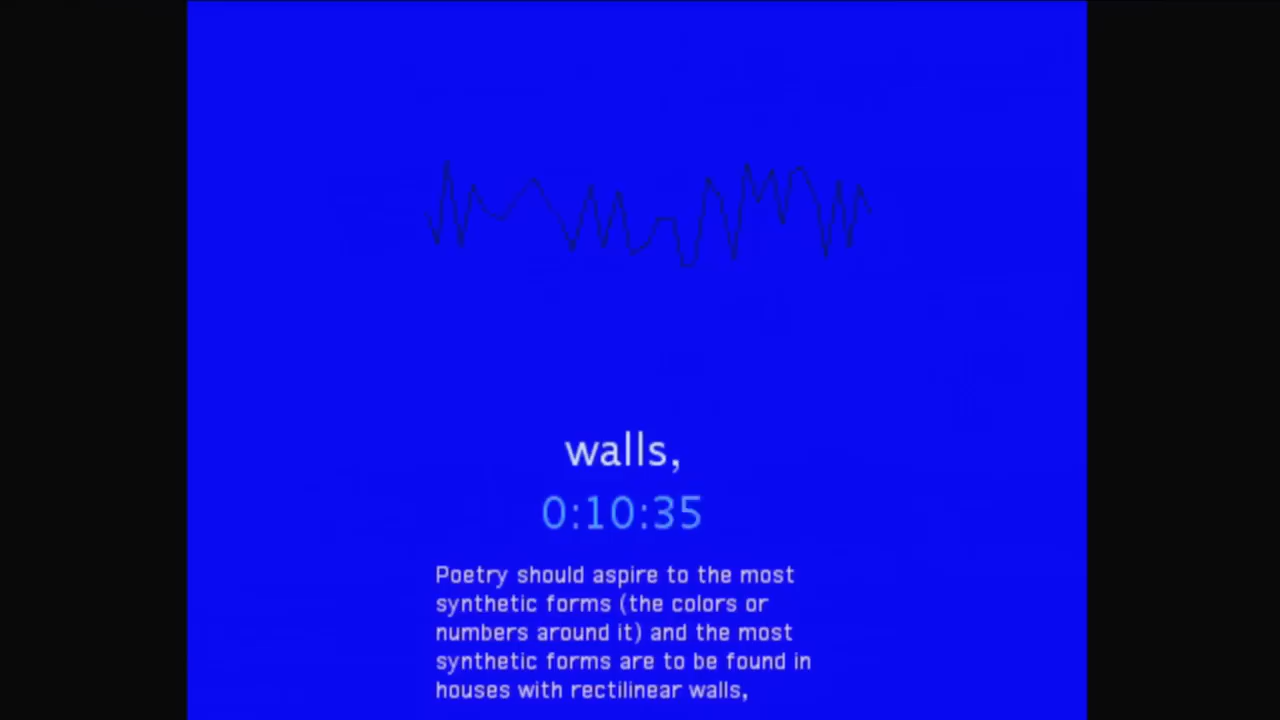 walls,
0:10:35
Poetry should aspire to the most
synthetic forms (the colors or
numbers around it) and the most
synthetic forms are to be found in
houses with rectilinear walls,